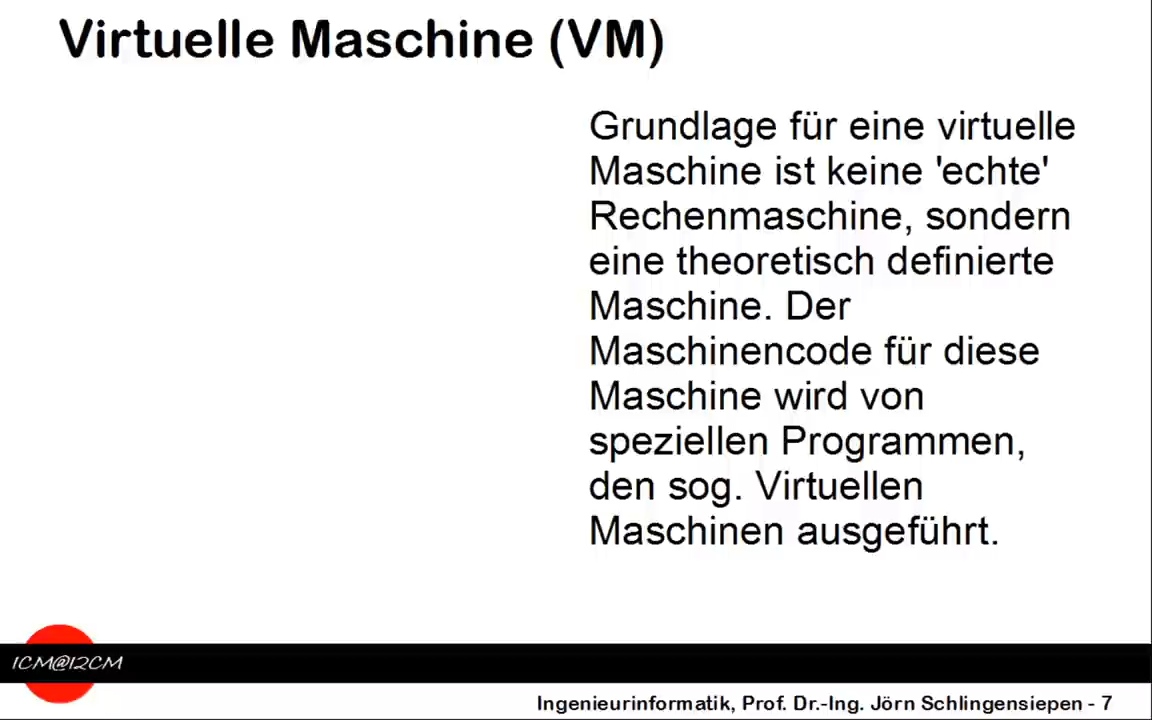 Virtuelle Maschine (VM)
Grundlage für eine virtuelle
Maschine ist keine 'echte'
Rechenmaschine, sondern
eine theoretisch definierte
Maschine. Der
Maschinencode für diese
Maschine wird von
speziellen Programmen,
den sog. Virtuellen
Maschinen ausgeführt.
1CM@12CM
Ingenieurinformatik, Prof. Dr.-Ing. Jörn Schlingensiepen - 7